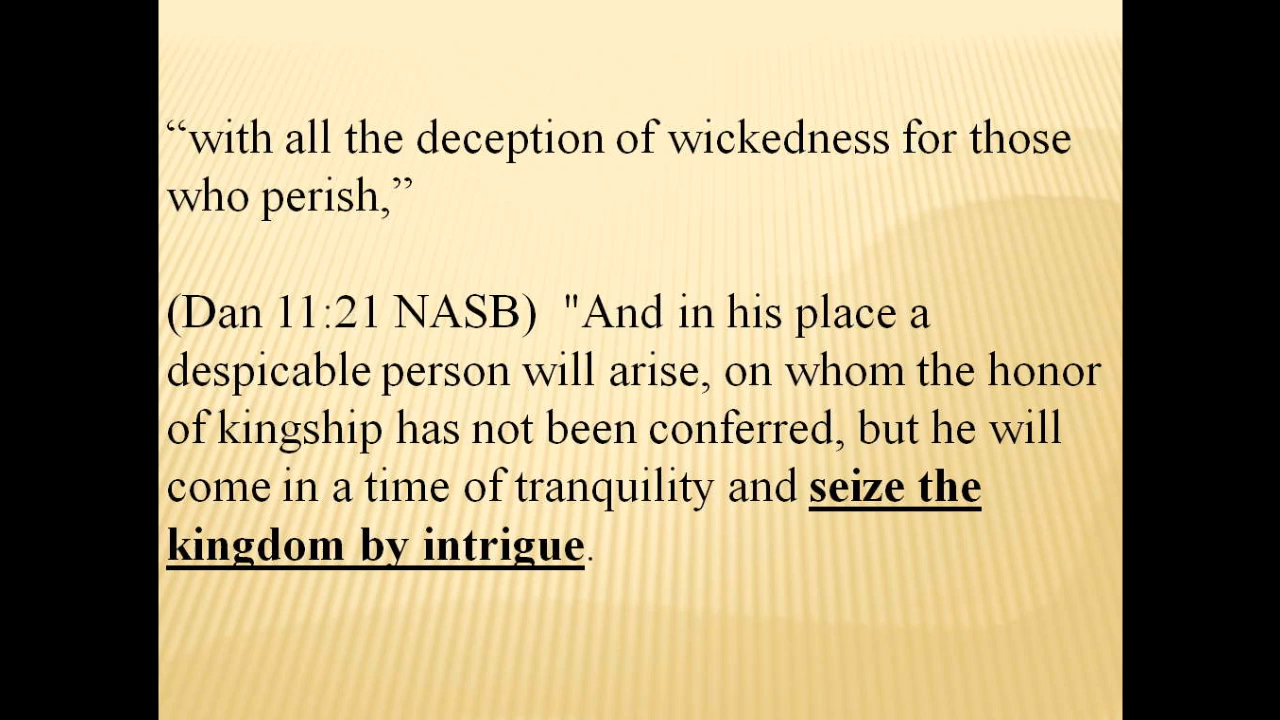 “with all the deception of wickedness for those
who perish,”
(Dan 11:21 NASB)  "And in his place a
despicable person will arise, on whom the honor
of kingship has not been conferred, but he will
come in a time of tranquility and seize the
kingdom by intrigue.